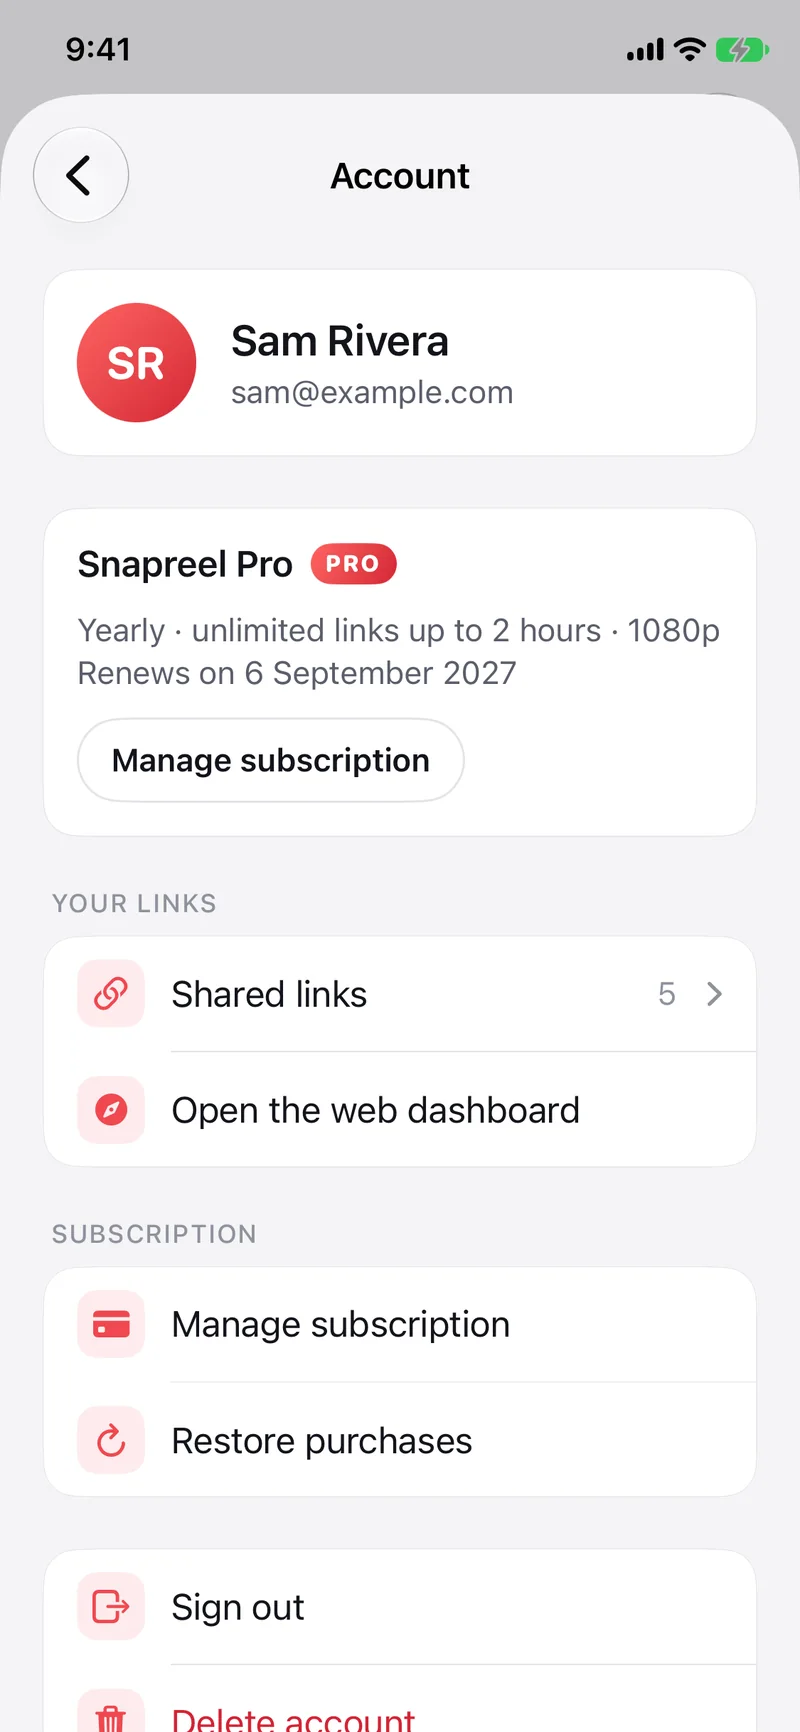 9:41
Account
SR
Sam Rivera
sam@example.com
Snapreel Pro PRO
Yearly · unlimited links up to 2 hours · 1080p
Renews on 6 September 2027
Manage subscription
YOUR LINKS
Shared links 5
Open the web dashboard
SUBSCRIPTION
Manage subscription
Restore purchases
Sign out
Delete account